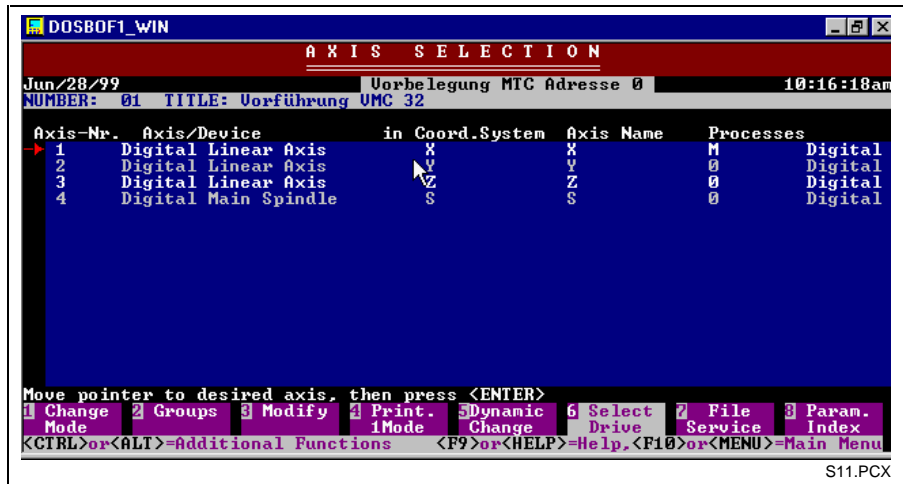 DOSBOF1_WIN
A X I S   S E L E C T I O N
Jun/28/99   Vorbelegung MTC Adresse 0   10:16:18am
NUMBER: 01 TITLE: Vorführung VMC 32
Axis-Nr. Axis/Device in Coord.System Axis Name Processes
1 Digital Linear Axis X X M Digital
2 Digital Linear Axis Y Y 0 Digital
3 Digital Linear Axis Z Z 0 Digital
4 Digital Main Spindle S S 0 Digital
Move pointer to desired axis, then press <ENTER>
1 Change 2 Groups 3 Modify 4 Print. 5Dynamic 6 Select 7 File 8 Param.
Mode 1Mode Change Drive Service Index
<CTRL>or<ALT>=Additional Functions <F9>or<HELP>=Help,<F10>or<MENU>=Main Menu
S11.PCX